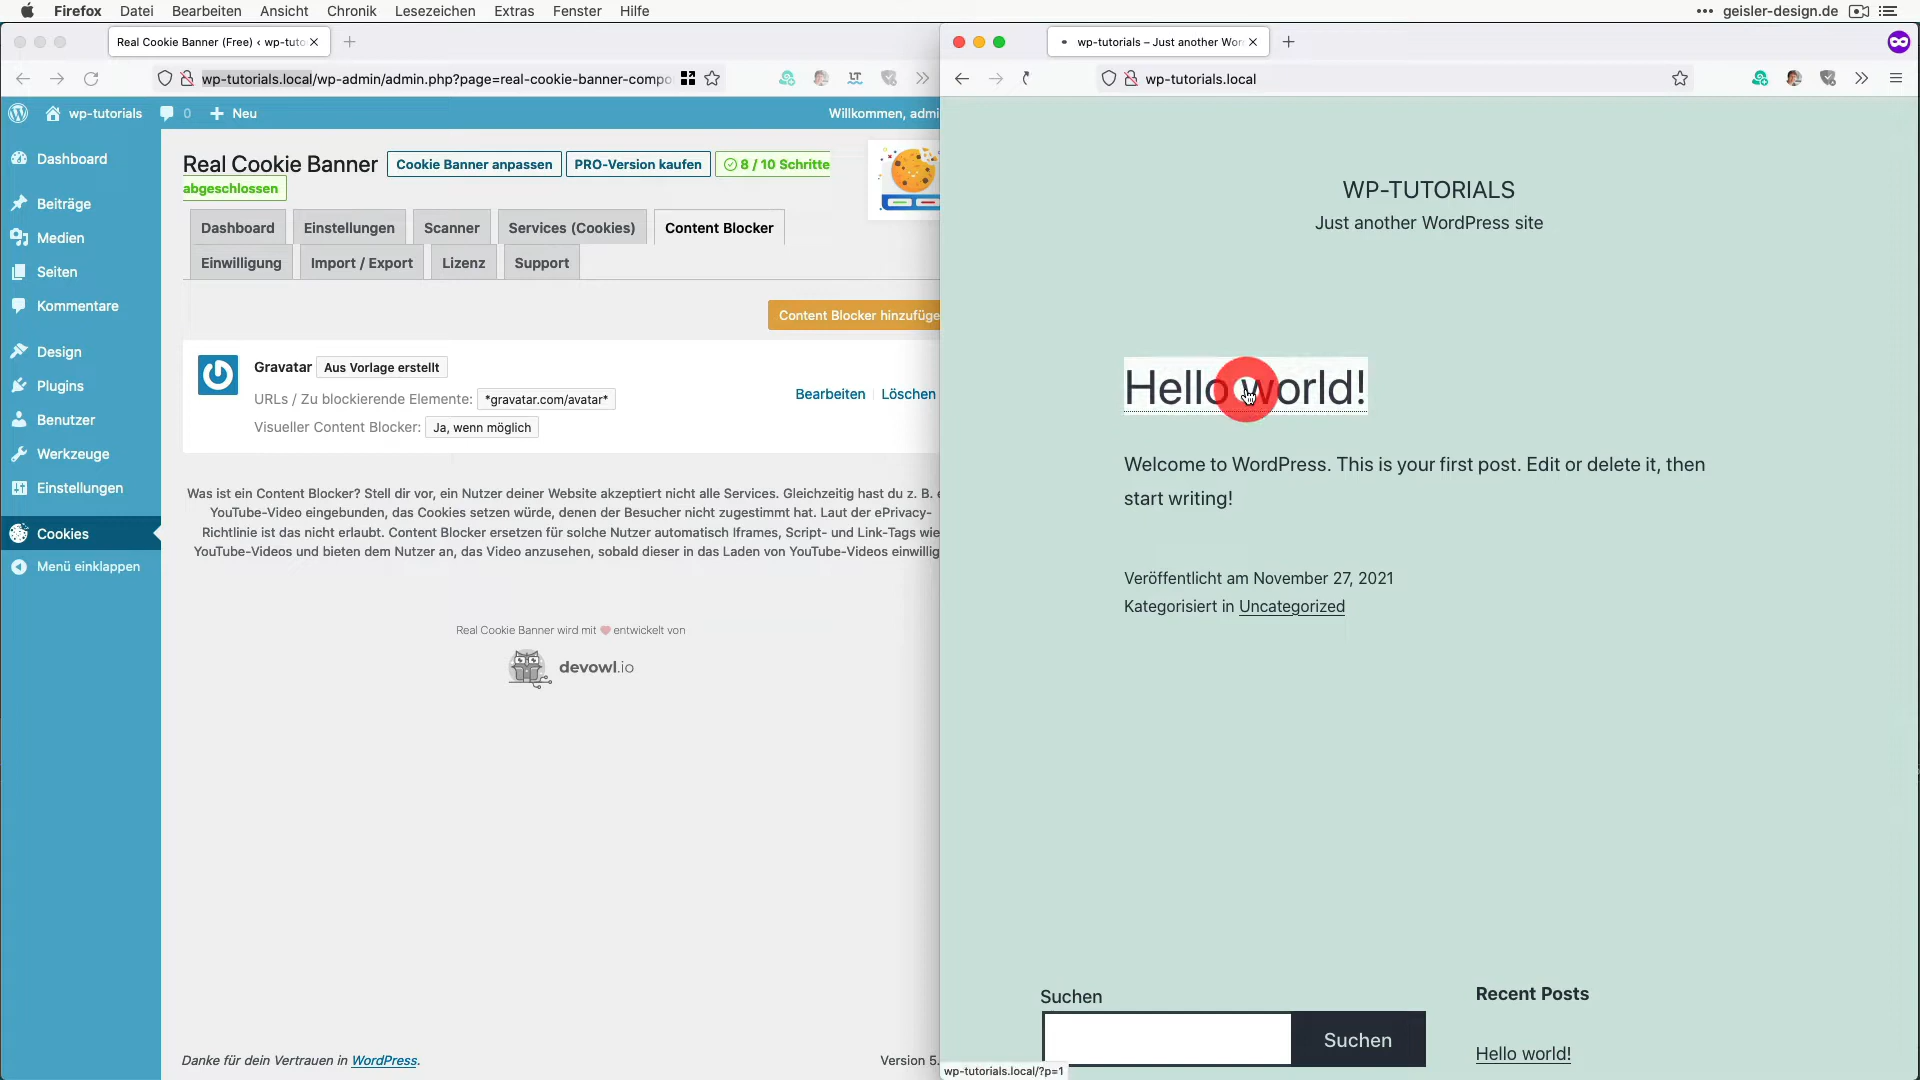 Firefox Datei Bearbeiten Ansicht Chronik Lesezeichen Extras Fenster Hilfe
geisler-design.de
Real Cookie Banner (Free) ‹ wp-tuto
wp-tutorials.local/wp-admin/admin.php?page=real-cookie-banner-compo
wp-tutorials 0 Neu
Willkommen, admi
Dashboard
Beiträge
Medien
Seiten
Kommentare
Design
Plugins
Benutzer
Werkzeuge
Einstellungen
Cookies
Menü einklappen
Real Cookie Banner
Cookie Banner anpassen
PRO-Version kaufen
8 / 10 Schritte
abgeschlossen
Dashboard Einstellungen Scanner Services (Cookies) Content Blocker
Einwilligung Import / Export Lizenz Support
Content Blocker hinzufüge
Gravatar Aus Vorlage erstellt
URLs / Zu blockierende Elemente: *gravatar.com/avatar*
Visueller Content Blocker: Ja, wenn möglich
Bearbeiten Löschen
Was ist ein Content Blocker? Stell dir vor, ein Nutzer deiner Website akzeptiert nicht alle Services. Gleichzeitig hast du z. B. e
YouTube-Video eingebunden, das Cookies setzen würde, denen der Besucher nicht zugestimmt hat. Laut der ePrivacy-
Richtlinie ist das nicht erlaubt. Content Blocker ersetzen für solche Nutzer automatisch Iframes, Script- und Link-Tags wie
YouTube-Videos und bieten dem Nutzer an, das Video anzusehen, sobald dieser in das Laden von YouTube-Videos einwillig
Real Cookie Banner wird mit entwickelt von
devowl.io
Danke für dein Vertrauen in WordPress.
Version 5.
wp-tutorials – Just another Wor
wp-tutorials.local
WP-TUTORIALS
Just another WordPress site
Hello world!
Welcome to WordPress. This is your first post. Edit or delete it, then
start writing!
Veröffentlicht am November 27, 2021
Kategorisiert in Uncategorized
Suchen
Suchen
Recent Posts
Hello world!
wp-tutorials.local/?p=1